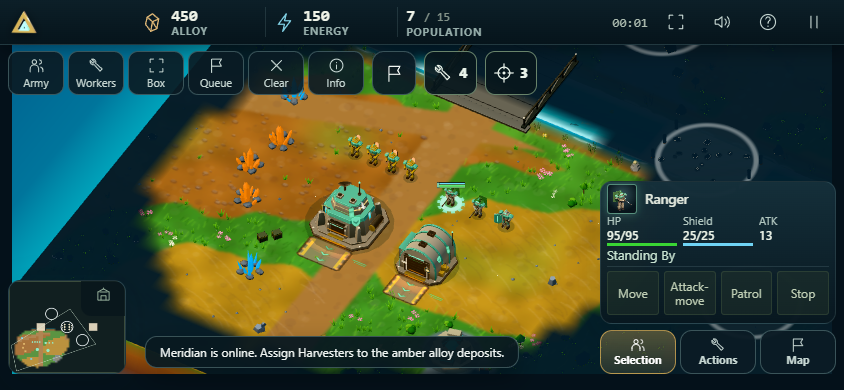 450
ALLOY
150
ENERGY
7 / 15
POPULATION
00:01
Army
Workers
Box
Queue
Clear
Info
4
3
Ranger
HP
Shield
ATK
95/95
25/25
13
Standing By
Move
Attack-
move
Patrol
Stop
Meridian is online. Assign Harvesters to the amber alloy deposits.
Selection
Actions
Map